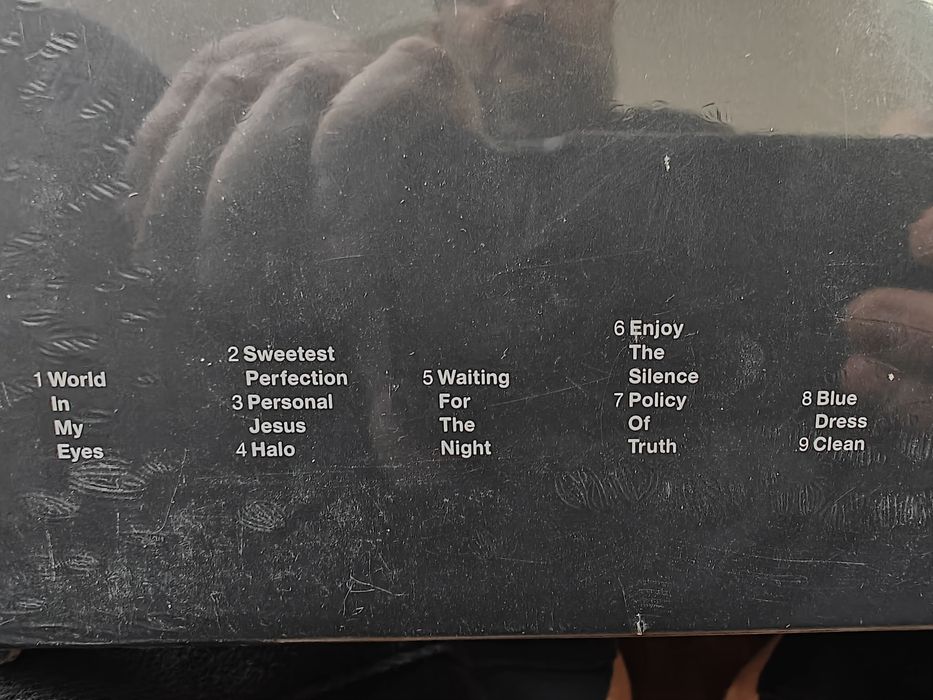 1 World
In
My
Eyes
2 Sweetest
Perfection
3 Personal
Jesus
4 Halo
5 Waiting
For
The
Night
6 Enjoy
The
Silence
7 Policy
Of
Truth
8 Blue
Dress
9 Clean